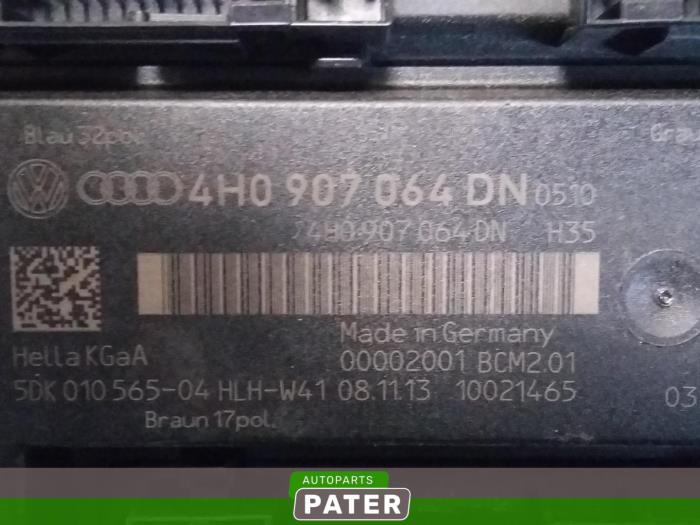 Blau 32pol.
Gra
4H0 907 064 DN 0510
4H0 907 064 DN H35
Made in Germany
Hella KGaA 00002001 BCM2.01
5DK 010 565-04 HLH-W41 08.11.13 10021465
03
Braun 17pol.
AUTOPARTS
PATER